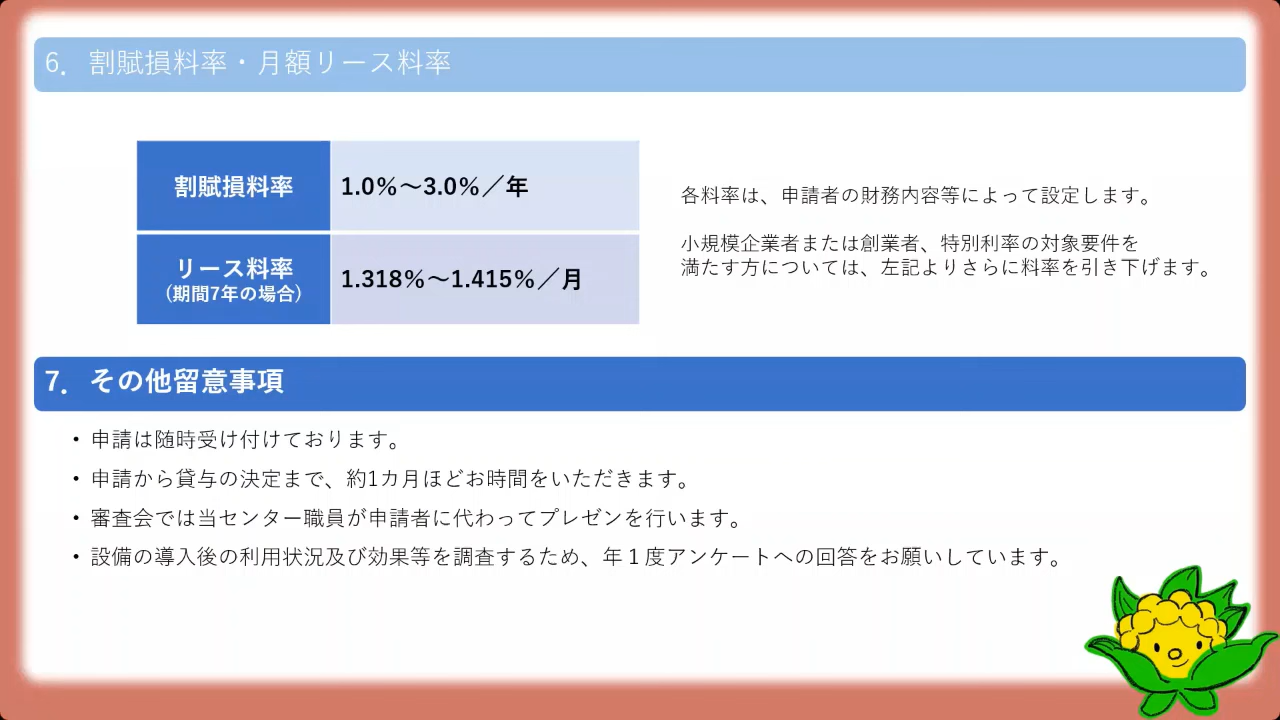 6．割賦損料率・月額リース料率
割賦損料率
1.0%～3.0%／年
リース料率
(期間7年の場合)
1.318%～1.415%／月
各料率は、申請者の財務内容等によって設定します。
小規模企業者または創業者、特別利率の対象要件を
満たす方については、左記よりさらに料率を引き下げます。
7．その他留意事項
• 申請は随時受け付けております。
• 申請から貸与の決定まで、約1カ月ほどお時間をいただきます。
• 審査会では当センター職員が申請者に代わってプレゼンを行います。
• 設備の導入後の利用状況及び効果等を調査するため、年１度アンケートへの回答をお願いしています。